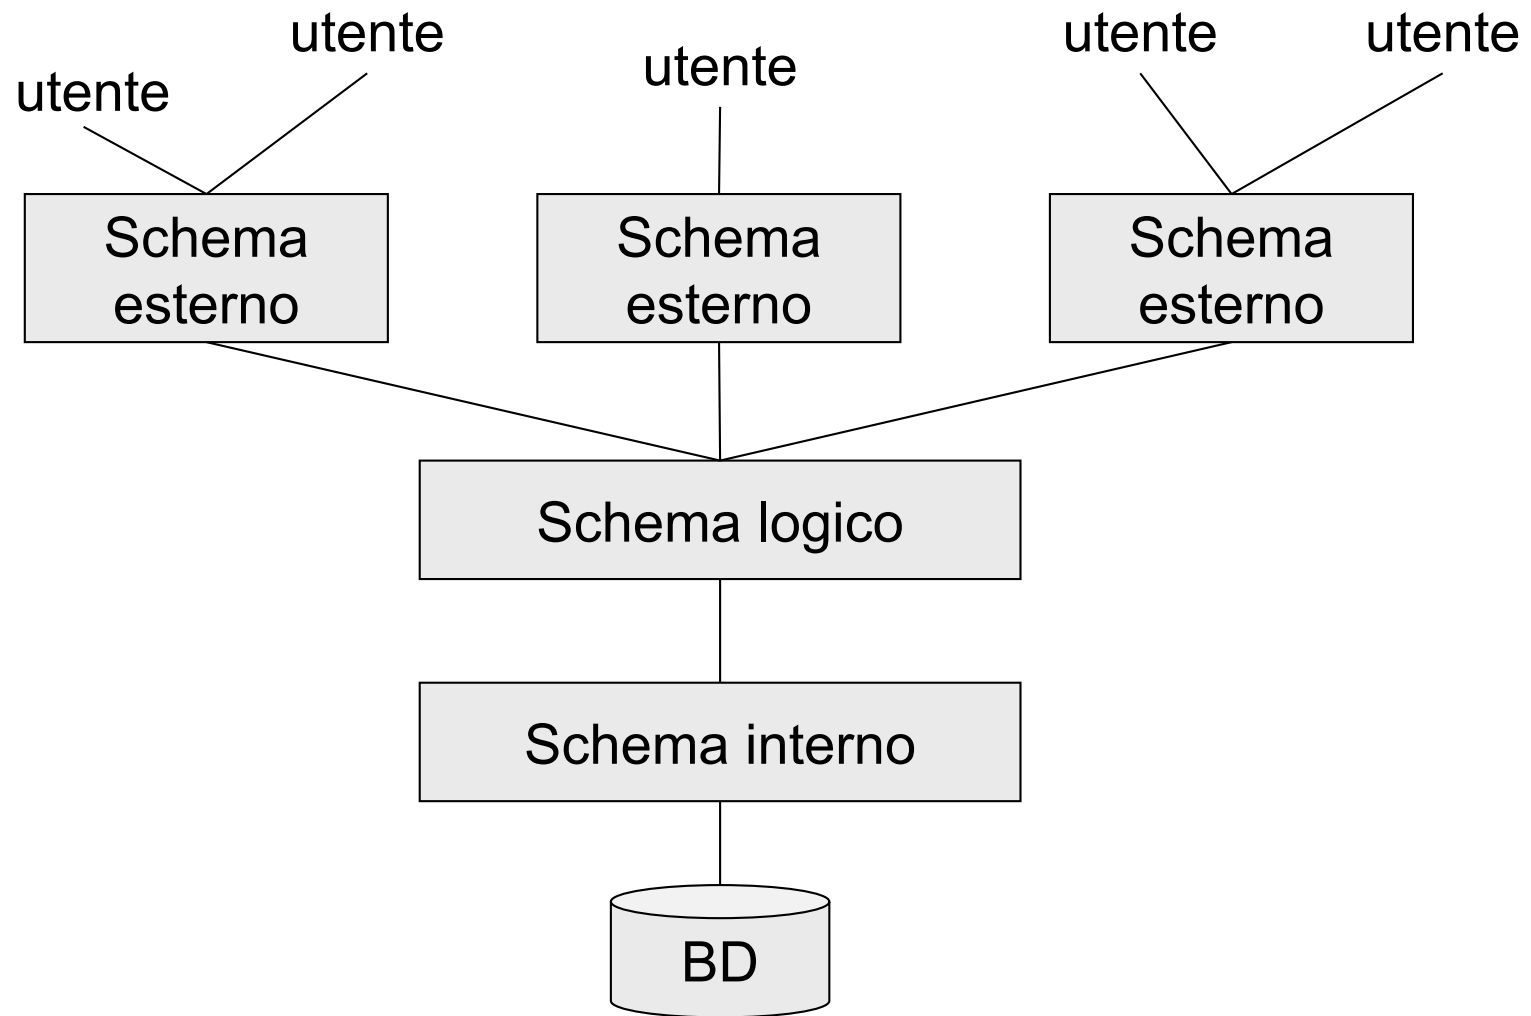 utente
utente
utente
utente
utente
Schema
esterno
Schema
esterno
Schema
esterno
Schema logico
Schema interno
BD